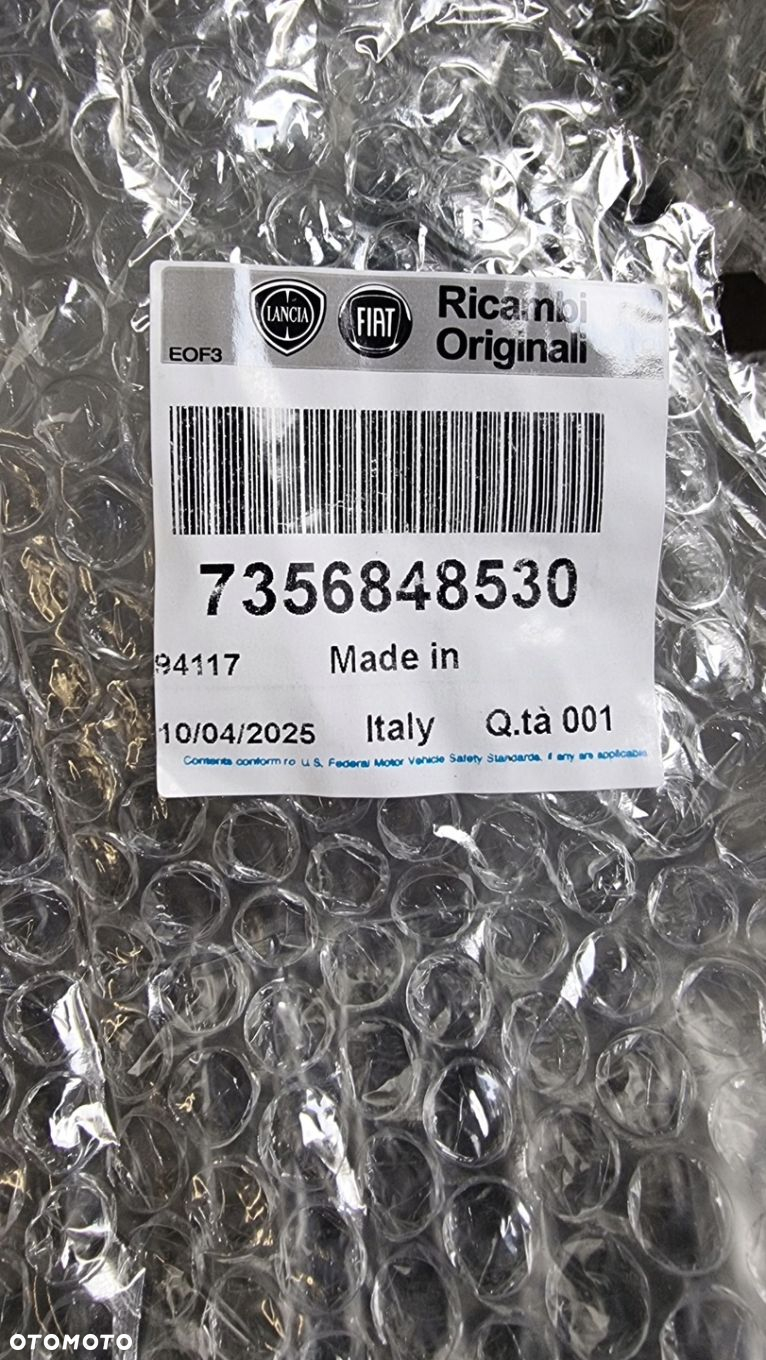 LANCIA FIAT Ricambi
Originali
EOF3
7356848530
94117 Made in
10/04/2025 Italy Q.tà 001
Contents conform to U.S. Federal Motor Vehicle Safety Standards, if any are applicable
OTOMOTO